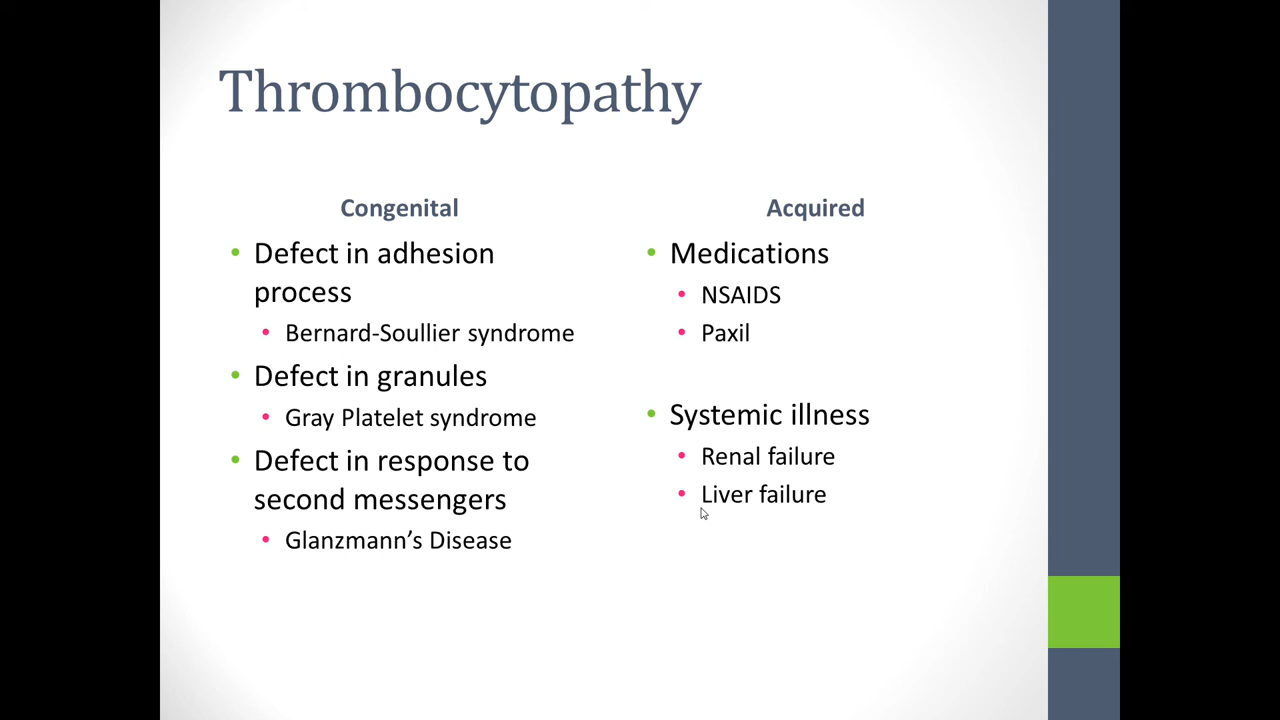 Thrombocytopathy
Congenital
• Defect in adhesion
process
• Bernard-Soullier syndrome
• Defect in granules
• Gray Platelet syndrome
• Defect in response to
second messengers
• Glanzmann’s Disease
Acquired
• Medications
• NSAIDS
• Paxil
• Systemic illness
• Renal failure
• Liver failure